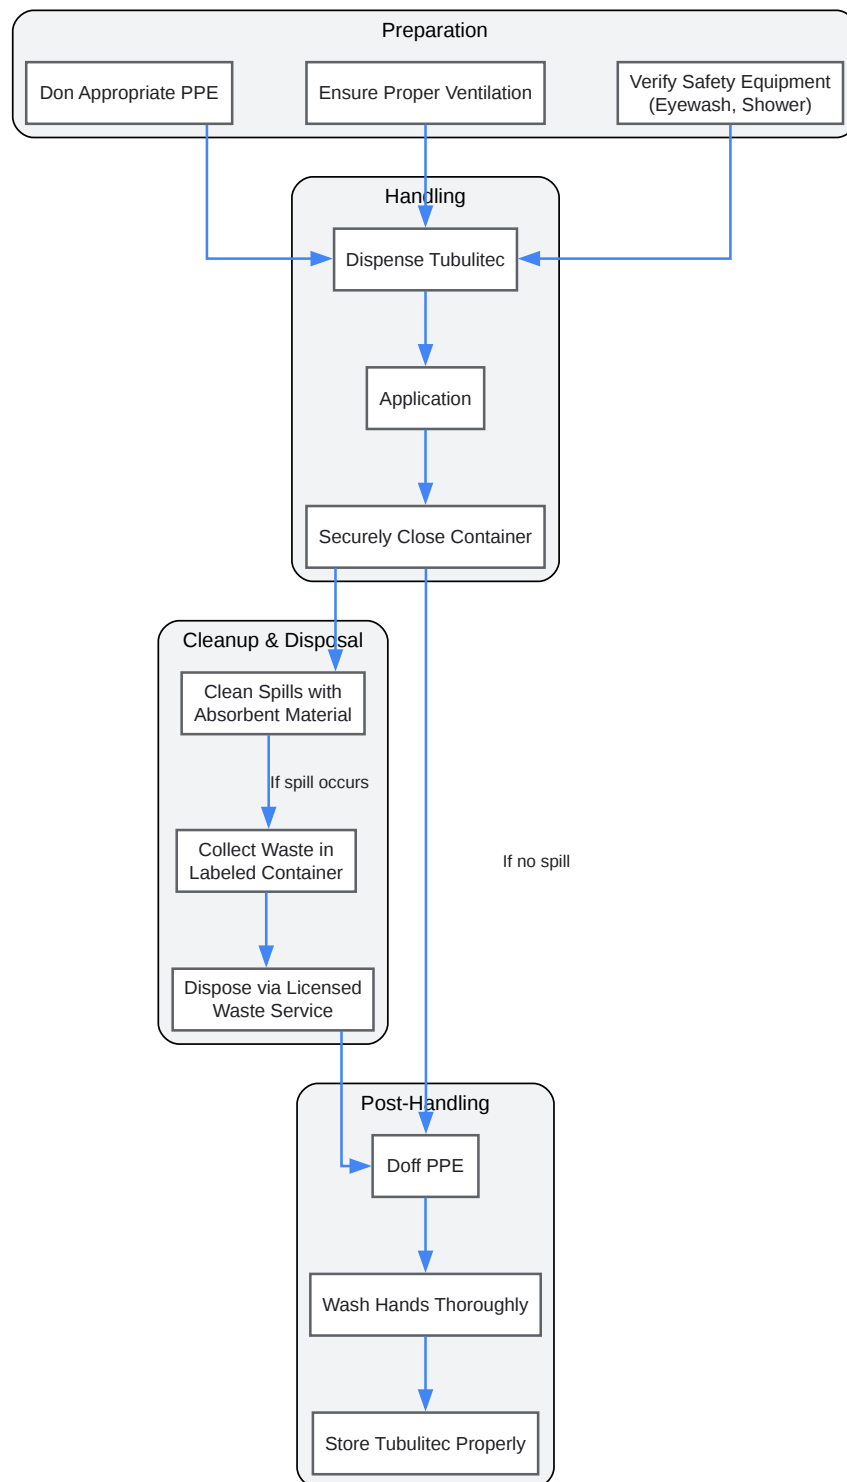 Preparation
Don Appropriate PPE
Ensure Proper Ventilation
Verify Safety Equipment
(Eyewash, Shower)
Handling
Dispense Tubulitec
Application
Securely Close Container
Cleanup & Disposal
Clean Spills with
Absorbent Material
If spill occurs
Collect Waste in
Labeled Container
If no spill
Dispose via Licensed
Waste Service
Post-Handling
Doff PPE
Wash Hands Thoroughly
Store Tubulitec Properly